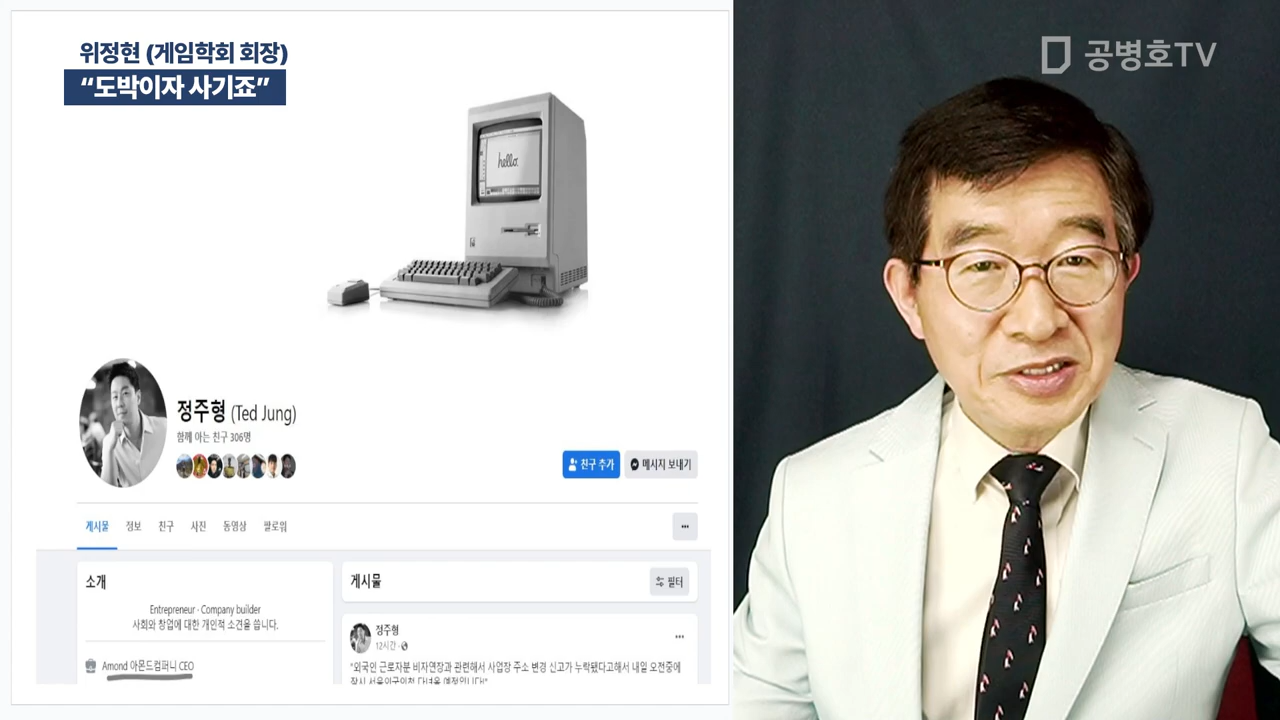 위정현 (게임학회 회장)
“도박이자 사기죠”
공병호TV
hello
정주형 (Ted Jung)
함께 아는 친구 306명
친구 추가
메시지 보내기
게시물 정보 친구 사진 동영상 팔로워
소개
Entrepreneur · Company builder
사회와 창업에 대한 개인적 소견을 씁니다.
Amond 아몬드컴퍼니 CEO
게시물
필터
정주형
12시간
"외국인 근로자분 비자연장과 관련해서 사업장 주소 변경 신고가 누락됐다고해서 내일 오전중에